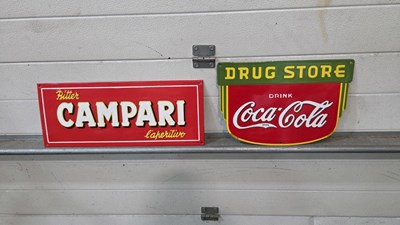 Bitter
CAMPARI
l'aperitivo
DRUG STORE
DRINK
Coca-Cola